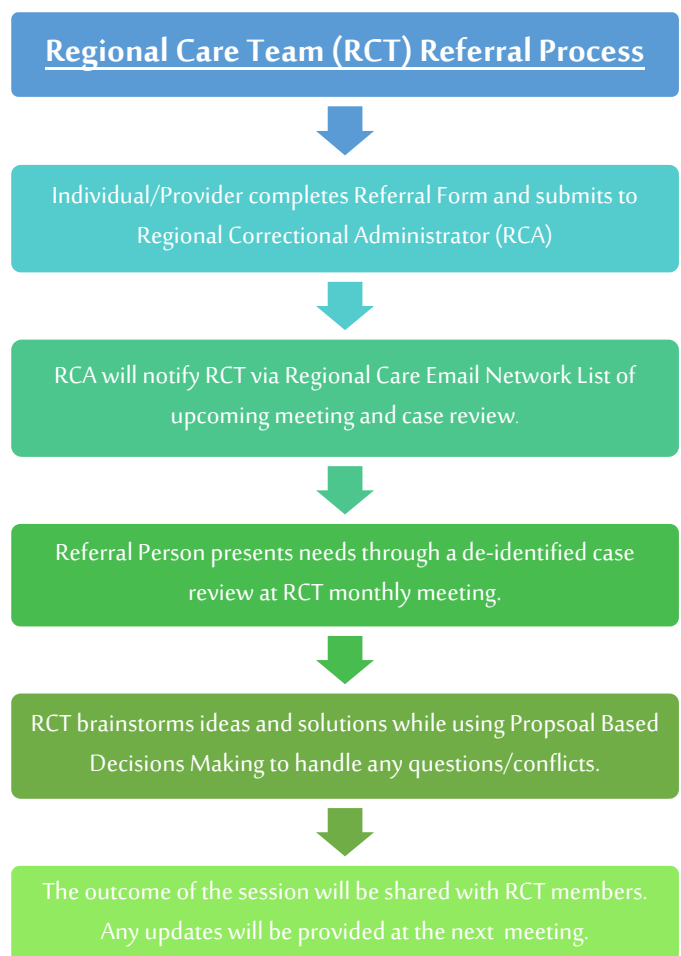 Regional Care Team (RCT) Referral Process
Individual/Provider completes Referral Form and submits to
Regional Correctional Administrator (RCA)
RCA will notify RCT via Regional Care Email Network List of
upcoming meeting and case review.
Referral Person presents needs through a de-identified case
review at RCT monthly meeting.
RCT brainstorms ideas and solutions while using Propsoal Based
Decisions Making to handle any questions/conflicts.
The outcome of the session will be shared with RCT members.
Any updates will be provided at the next meeting.